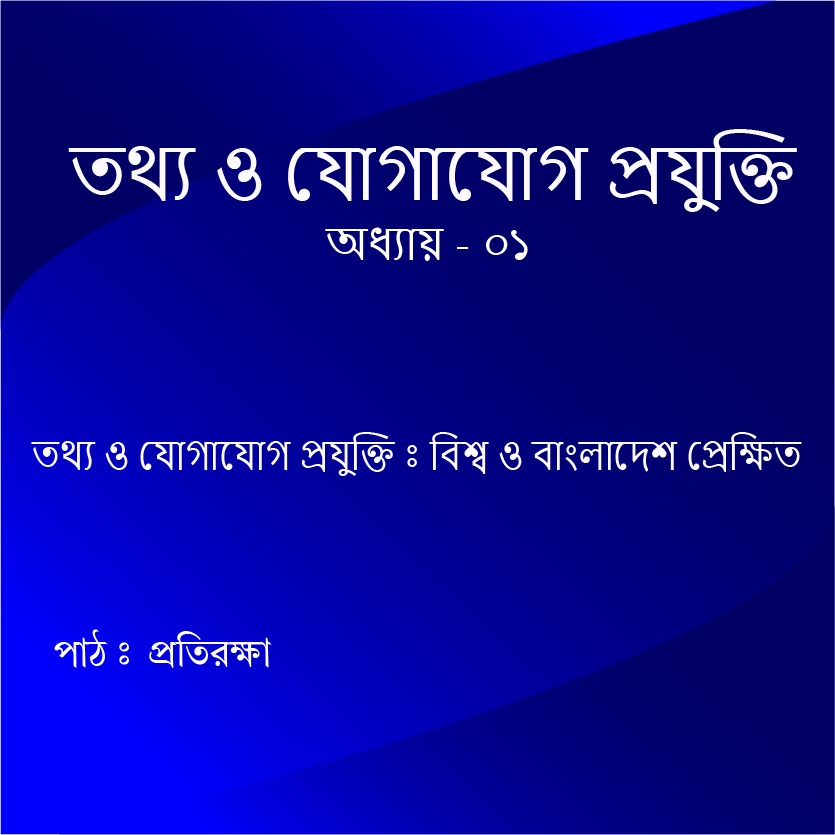 তথ্য ও যোগাযোগ প্রযুক্তি
অধ্যায় - ০১
তথ্য ও যোগাযোগ প্রযুক্তি ঃ বিশ্ব ও বাংলাদেশ প্রেক্ষিত
পাঠ ঃ প্রতিরক্ষা